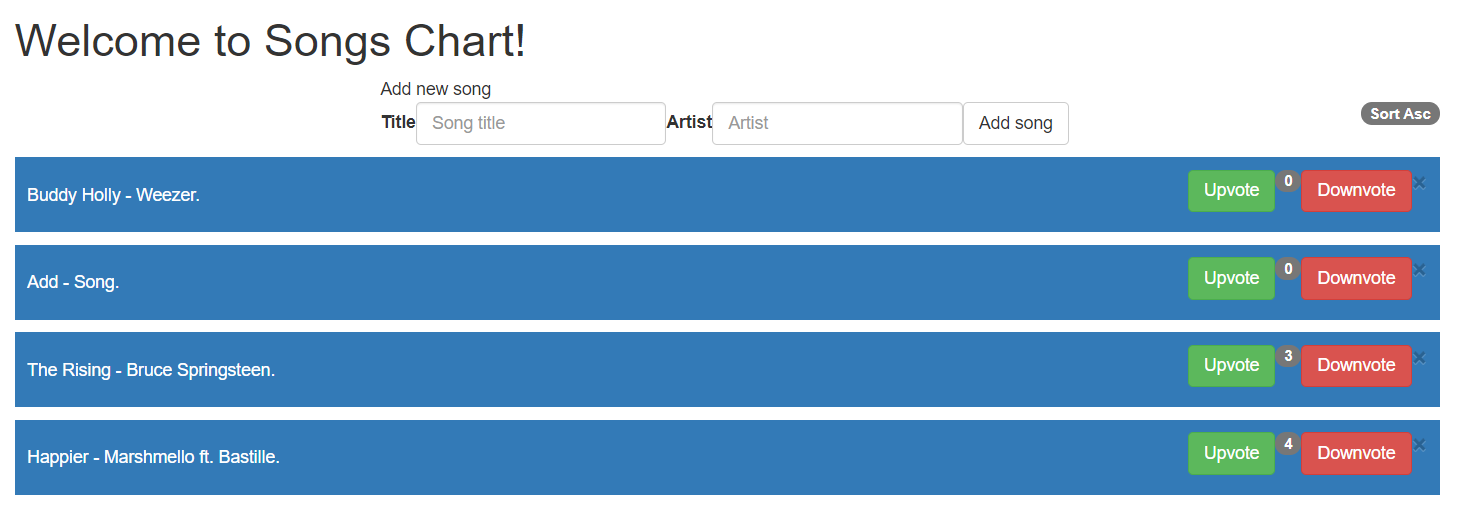 Welcome to Songs Chart!
Add new song
Title Song title Artist Artist Add song Sort Asc
Buddy Holly - Weezer. Upvote 0 Downvote ×
Add - Song. Upvote 0 Downvote ×
The Rising - Bruce Springsteen. Upvote 3 Downvote ×
Happier - Marshmello ft. Bastille. Upvote 4 Downvote ×